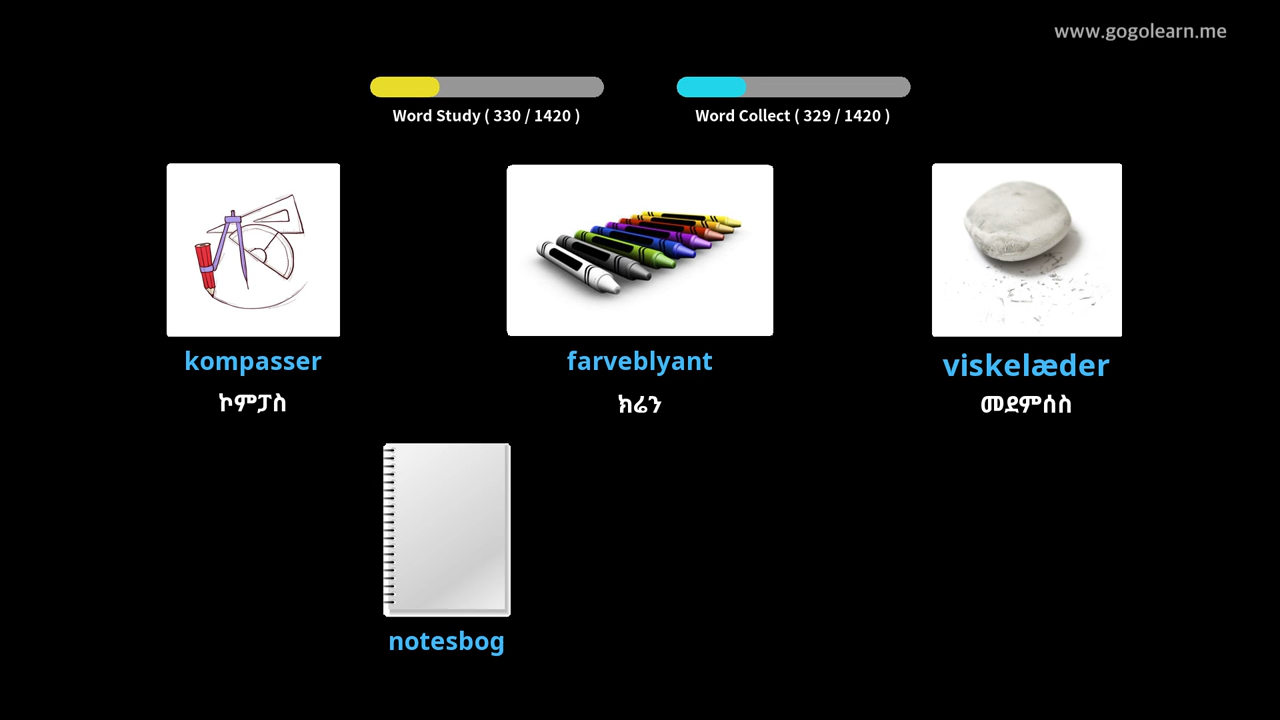 www.gogolearn.me
Word Study ( 330 / 1420 )
Word Collect ( 329 / 1420 )
kompasser
farveblyant
viskelæder
ኮምፓስ
ክሬን
መደምሰስ
notesbog